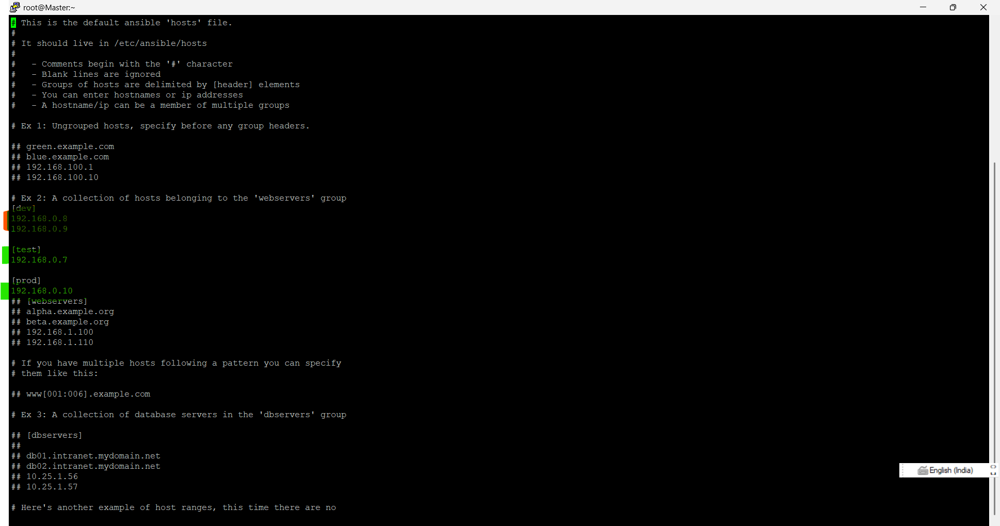 root@Master:~
# This is the default ansible 'hosts' file.
#
# It should live in /etc/ansible/hosts
#
#   - Comments begin with the '#' character
#   - Blank lines are ignored
#   - Groups of hosts are delimited by [header] elements
#   - You can enter hostnames or ip addresses
#   - A hostname/ip can be a member of multiple groups
# Ex 1: Ungrouped hosts, specify before any group headers.
## green.example.com
## blue.example.com
## 192.168.100.1
## 192.168.100.10
# Ex 2: A collection of hosts belonging to the 'webservers' group
[dev]
192.168.0.8
192.168.0.9
[test]
192.168.0.7
[prod]
192.168.0.10
## [webservers]
## alpha.example.org
## beta.example.org
## 192.168.1.100
## 192.168.1.110
# If you have multiple hosts following a pattern you can specify
# them like this:
## www[001:006].example.com
# Ex 3: A collection of database servers in the 'dbservers' group
## [dbservers]
##
## db01.intranet.mydomain.net
## db02.intranet.mydomain.net
## 10.25.1.56
## 10.25.1.57
English (India)
# Here's another example of host ranges, this time there are no